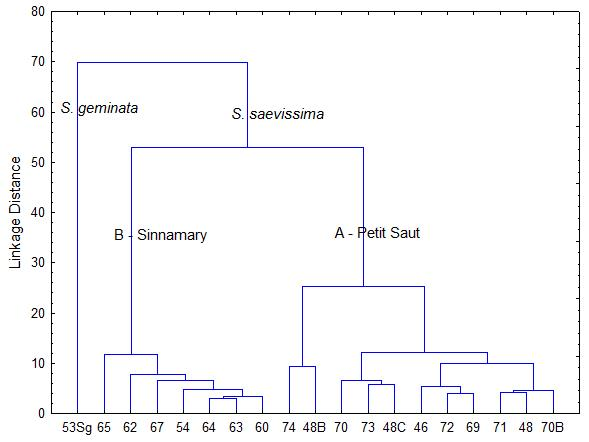 80
70
60
50
40
30
20
10
0
Linkage Distance
S. geminata
S. saevissima
B - Sinnamary
A - Petit Saut
53Sg 65 62 67 54 64 63 60 74 48B 70 73 48C 46 72 69 71 48 70B